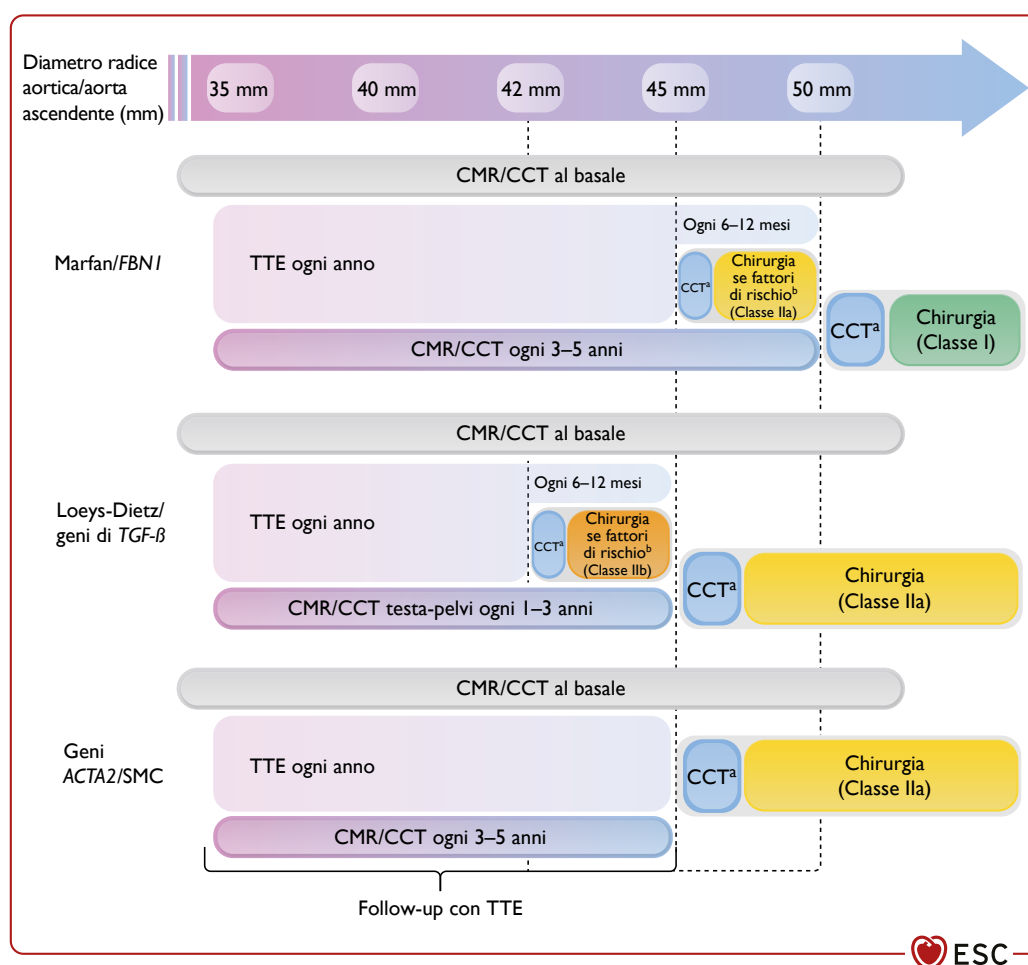 Diametro radice
aortica/aorta
ascendente (mm)
35 mm
40 mm
42 mm
45 mm
50 mm
CMR/CCT al basale
Marfan/FBN1
TTE ogni anno
Ogni 6–12 mesi
CCTᵃ
Chirurgia
se fattori
di rischioᵇ
(Classe IIa)
CMR/CCT ogni 3–5 anni
CCTᵃ
Chirurgia
(Classe I)
CMR/CCT al basale
Loeys-Dietz/
geni di TGF-ß
TTE ogni anno
Ogni 6–12 mesi
CCTᵃ
Chirurgia
se fattori
di rischioᵇ
(Classe IIb)
CMR/CCT testa-pelvi ogni 1–3 anni
CCTᵃ
Chirurgia
(Classe IIa)
CMR/CCT al basale
Geni
ACTA2/SMC
TTE ogni anno
CCTᵃ
Chirurgia
(Classe IIa)
CMR/CCT ogni 3–5 anni
Follow-up con TTE
ESC